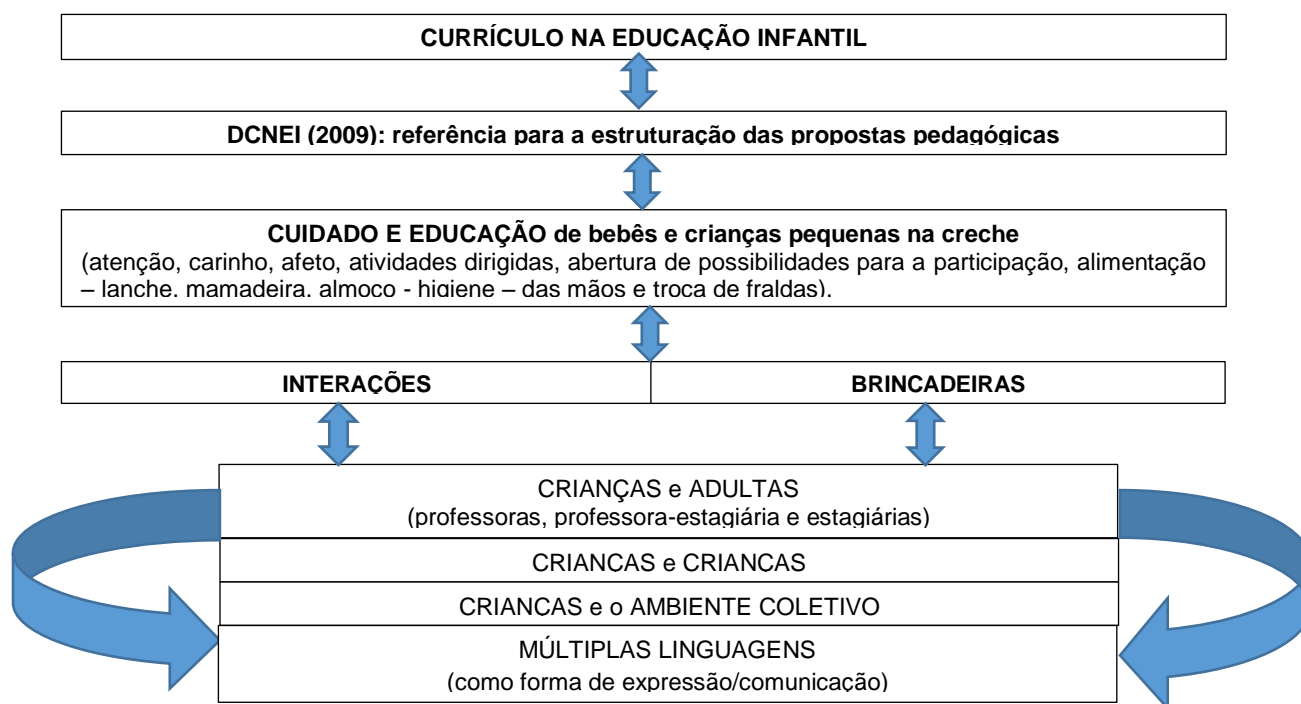 CURRÍCULO NA EDUCAÇÃO INFANTIL
DCNEI (2009): referência para a estruturação das propostas pedagógicas
CUIDADO E EDUCAÇÃO de bebês e crianças pequenas na creche
(atenção, carinho, afeto, atividades dirigidas, abertura de possibilidades para a participação, alimentação
– lanche, mamadeira, almoço - higiene – das mãos e troca de fraldas).
INTERAÇÕES
BRINCADEIRAS
CRIANÇAS e ADULTAS
(professoras, professora-estagiária e estagiárias)
CRIANÇAS e CRIANÇAS
CRIANÇAS e o AMBIENTE COLETIVO
MÚLTIPLAS LINGUAGENS
(como forma de expressão/comunicação)